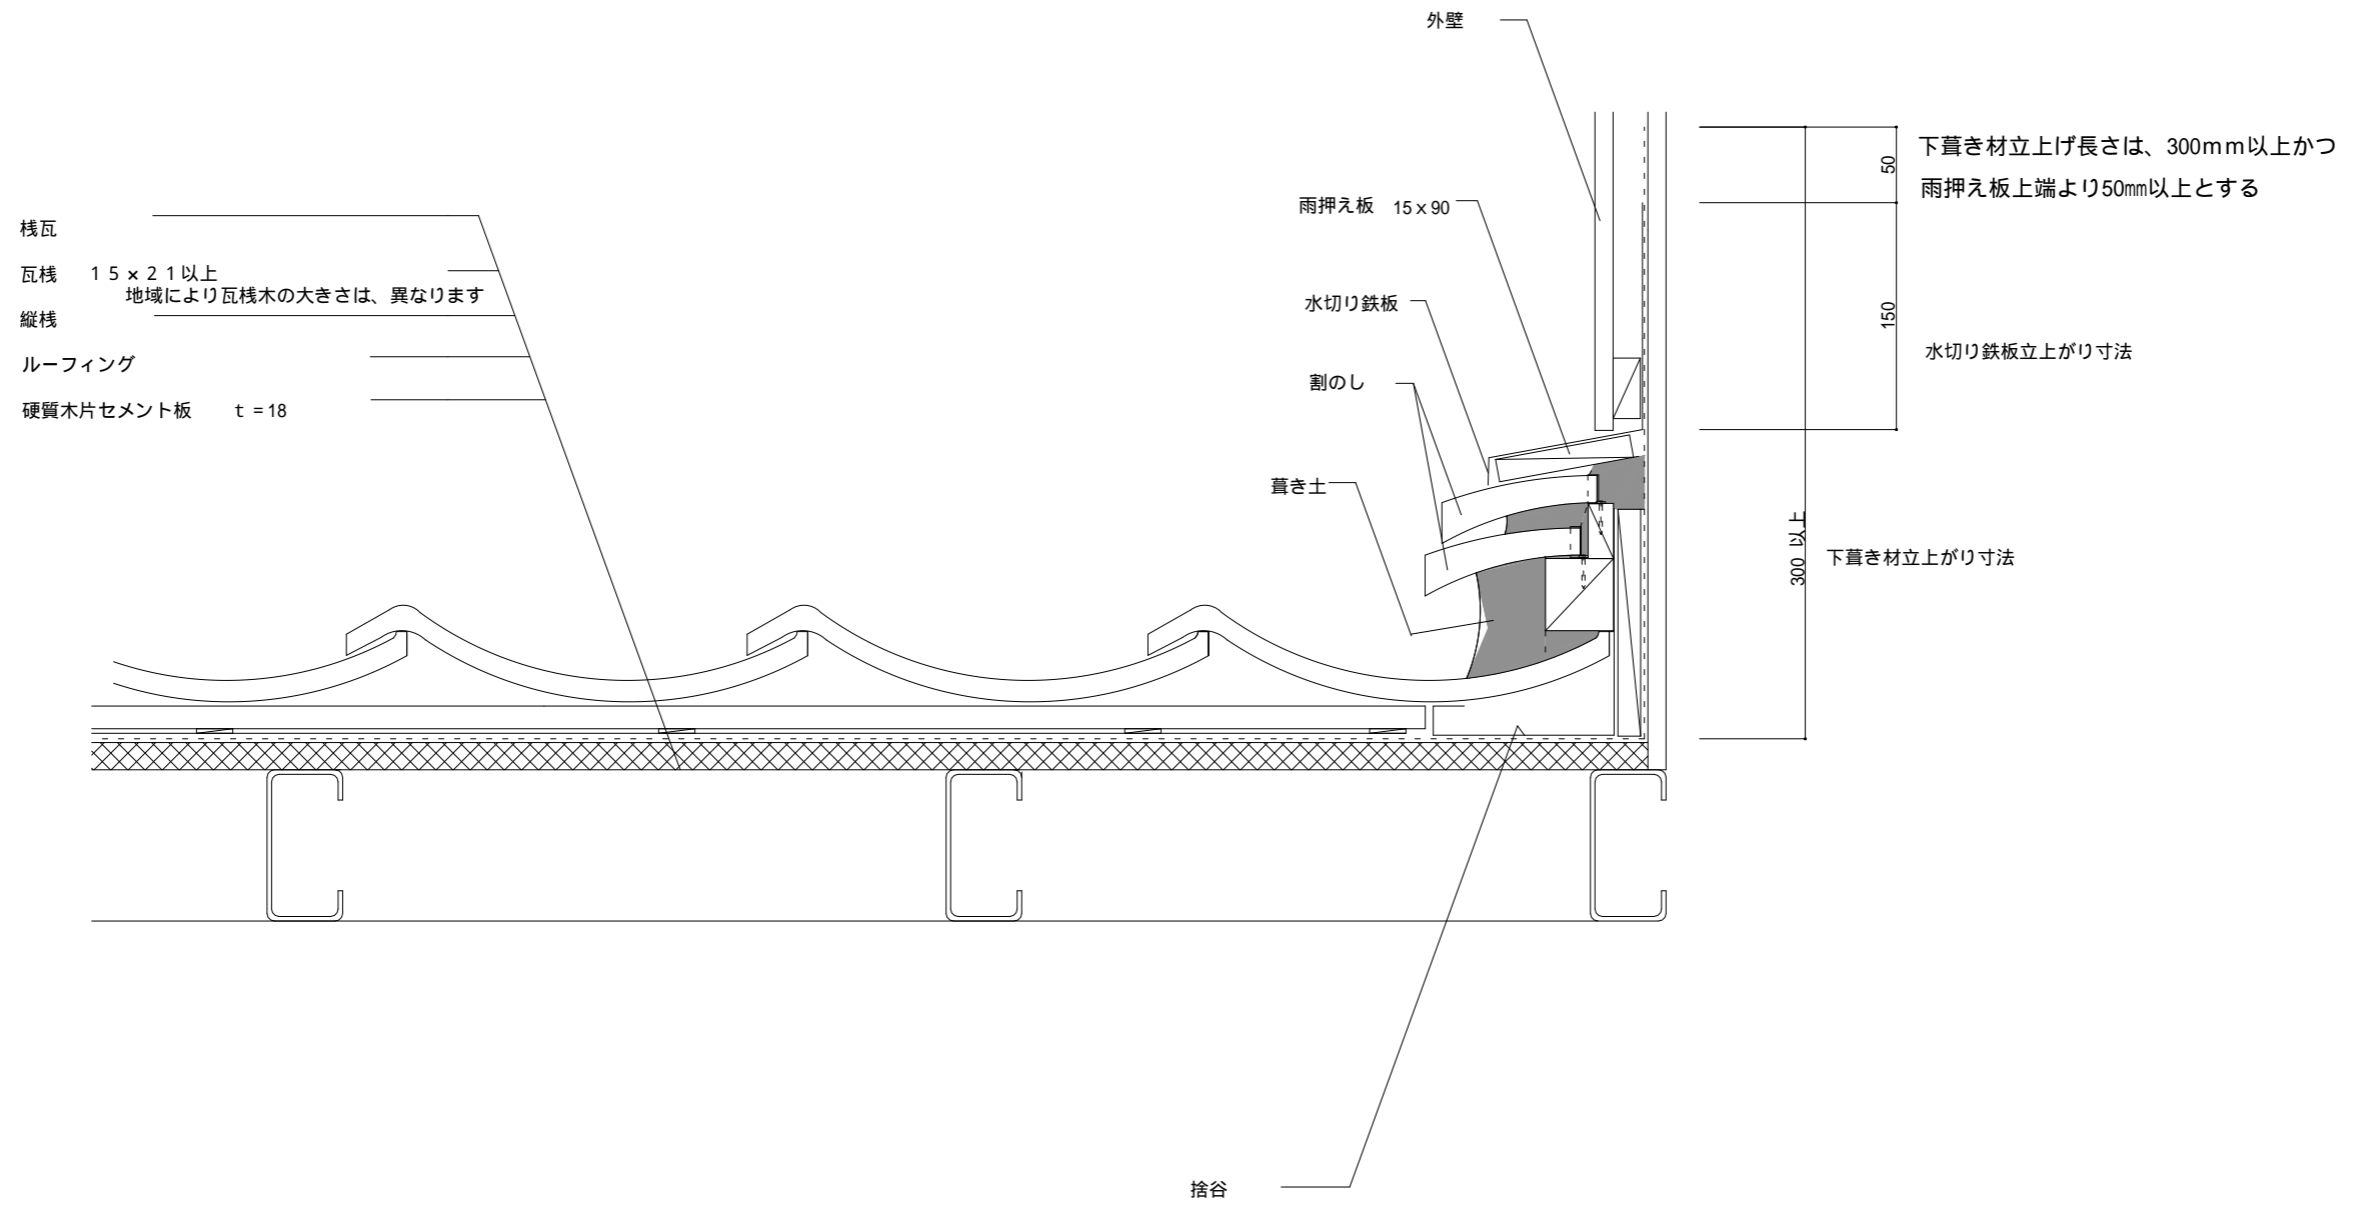 外壁
下葺き材立上げ長さは、300mm以上かつ
雨押え板上端より50㎜以上とする
50
雨押え板 15×90
桟瓦
瓦桟 15×21以上
地域により瓦桟木の大きさは、異なります
縦桟
ルーフィング
硬質木片セメント板 t=18
水切り鉄板
150
水切り鉄板立上がり寸法
割のし
葺き土
300 以上
下葺き材立上がり寸法
捨谷